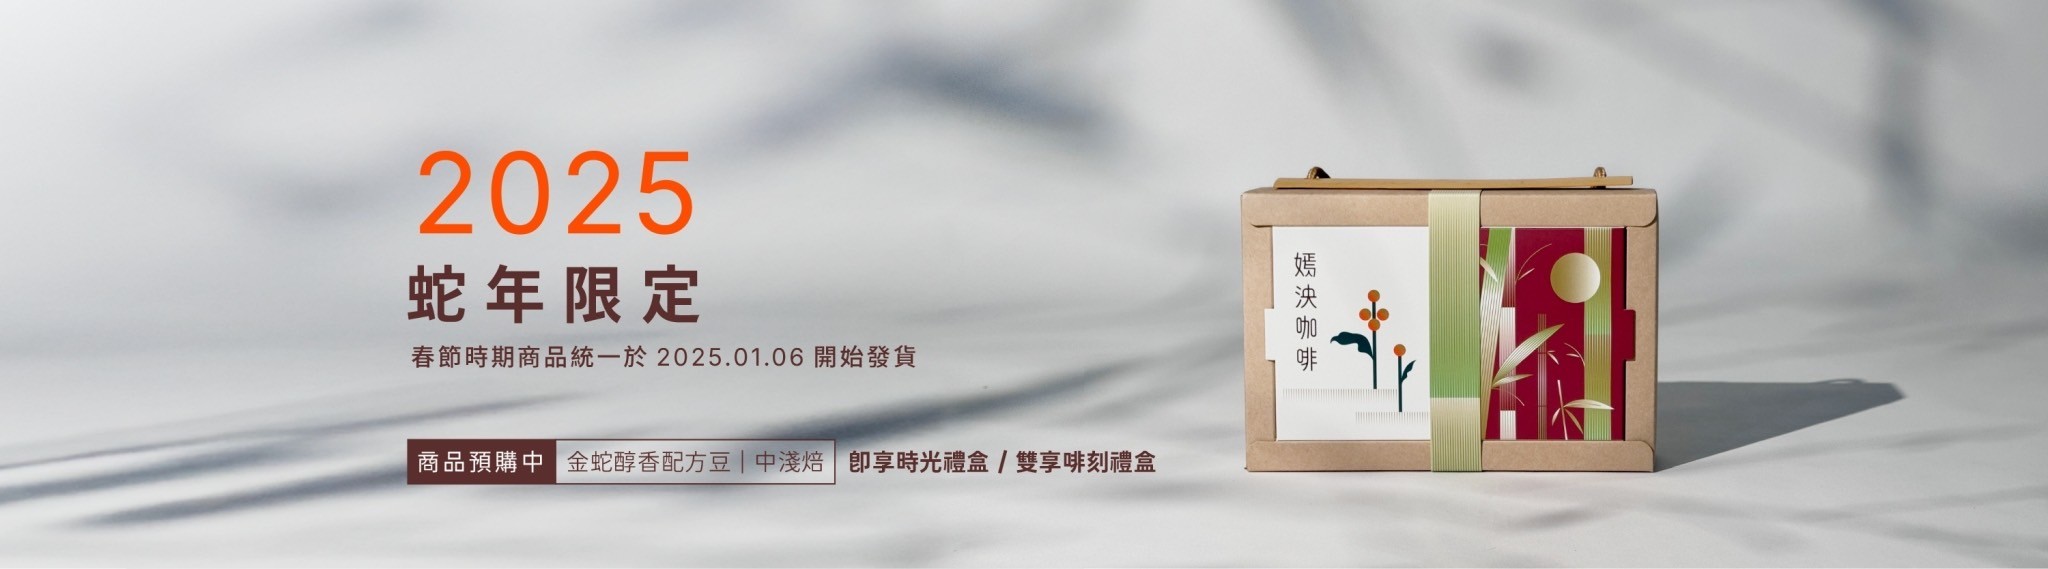 2025
蛇年限定
春節時期商品統一於 2025.01.06 開始發貨
商品預購中 金蛇醇香配方豆 | 中淺焙 即享時光禮盒 / 雙享啡刻禮盒
嫣泱咖啡